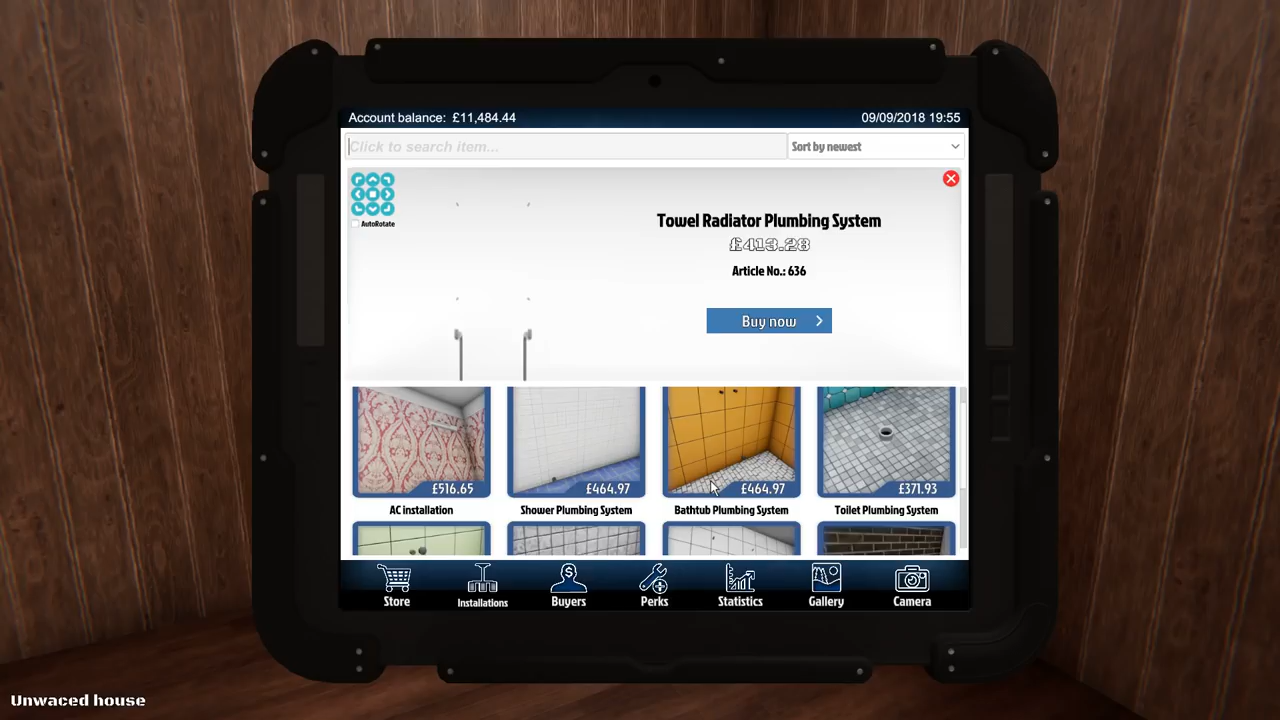 Account balance: £11,484.44
09/09/2018 19:55
Click to search item...
Sort by newest
AutoRotate
Towel Radiator Plumbing System
£413.28
Article No.: 636
Buy now
£516.65
£464.97
£464.97
£371.93
AC installation
Shower Plumbing System
Bathtub Plumbing System
Toilet Plumbing System
Store
Installations
Buyers
Perks
Statistics
Gallery
Camera
Unwaced house